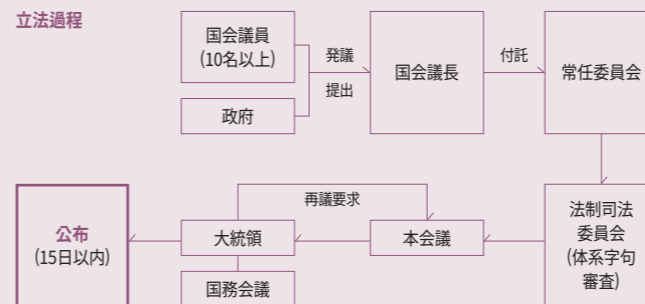 立法過程
国会議員
(10名以上)
政府
発議
提出
国会議長
付託
常任委員会
法制司法
委員会
(体系字句
審査)
本会議
再議要求
大統領
国務会議
公布
(15日以内)